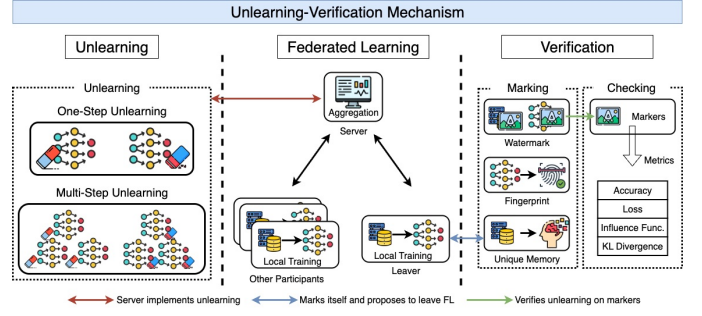 Unlearning-Verification Mechanism
Unlearning
Federated Learning
Verification
Unlearning
One-Step Unlearning
Multi-Step Unlearning
Aggregation
Server
Local Training
Other Participants
Local Training
Leaver
Marking
Watermark
Fingerprint
Unique Memory
Checking
Markers
Metrics
Accuracy
Loss
Influence Func.
KL Divergence
Server implements unlearning
Marks itself and proposes to leave FL
Verifies unlearning on markers